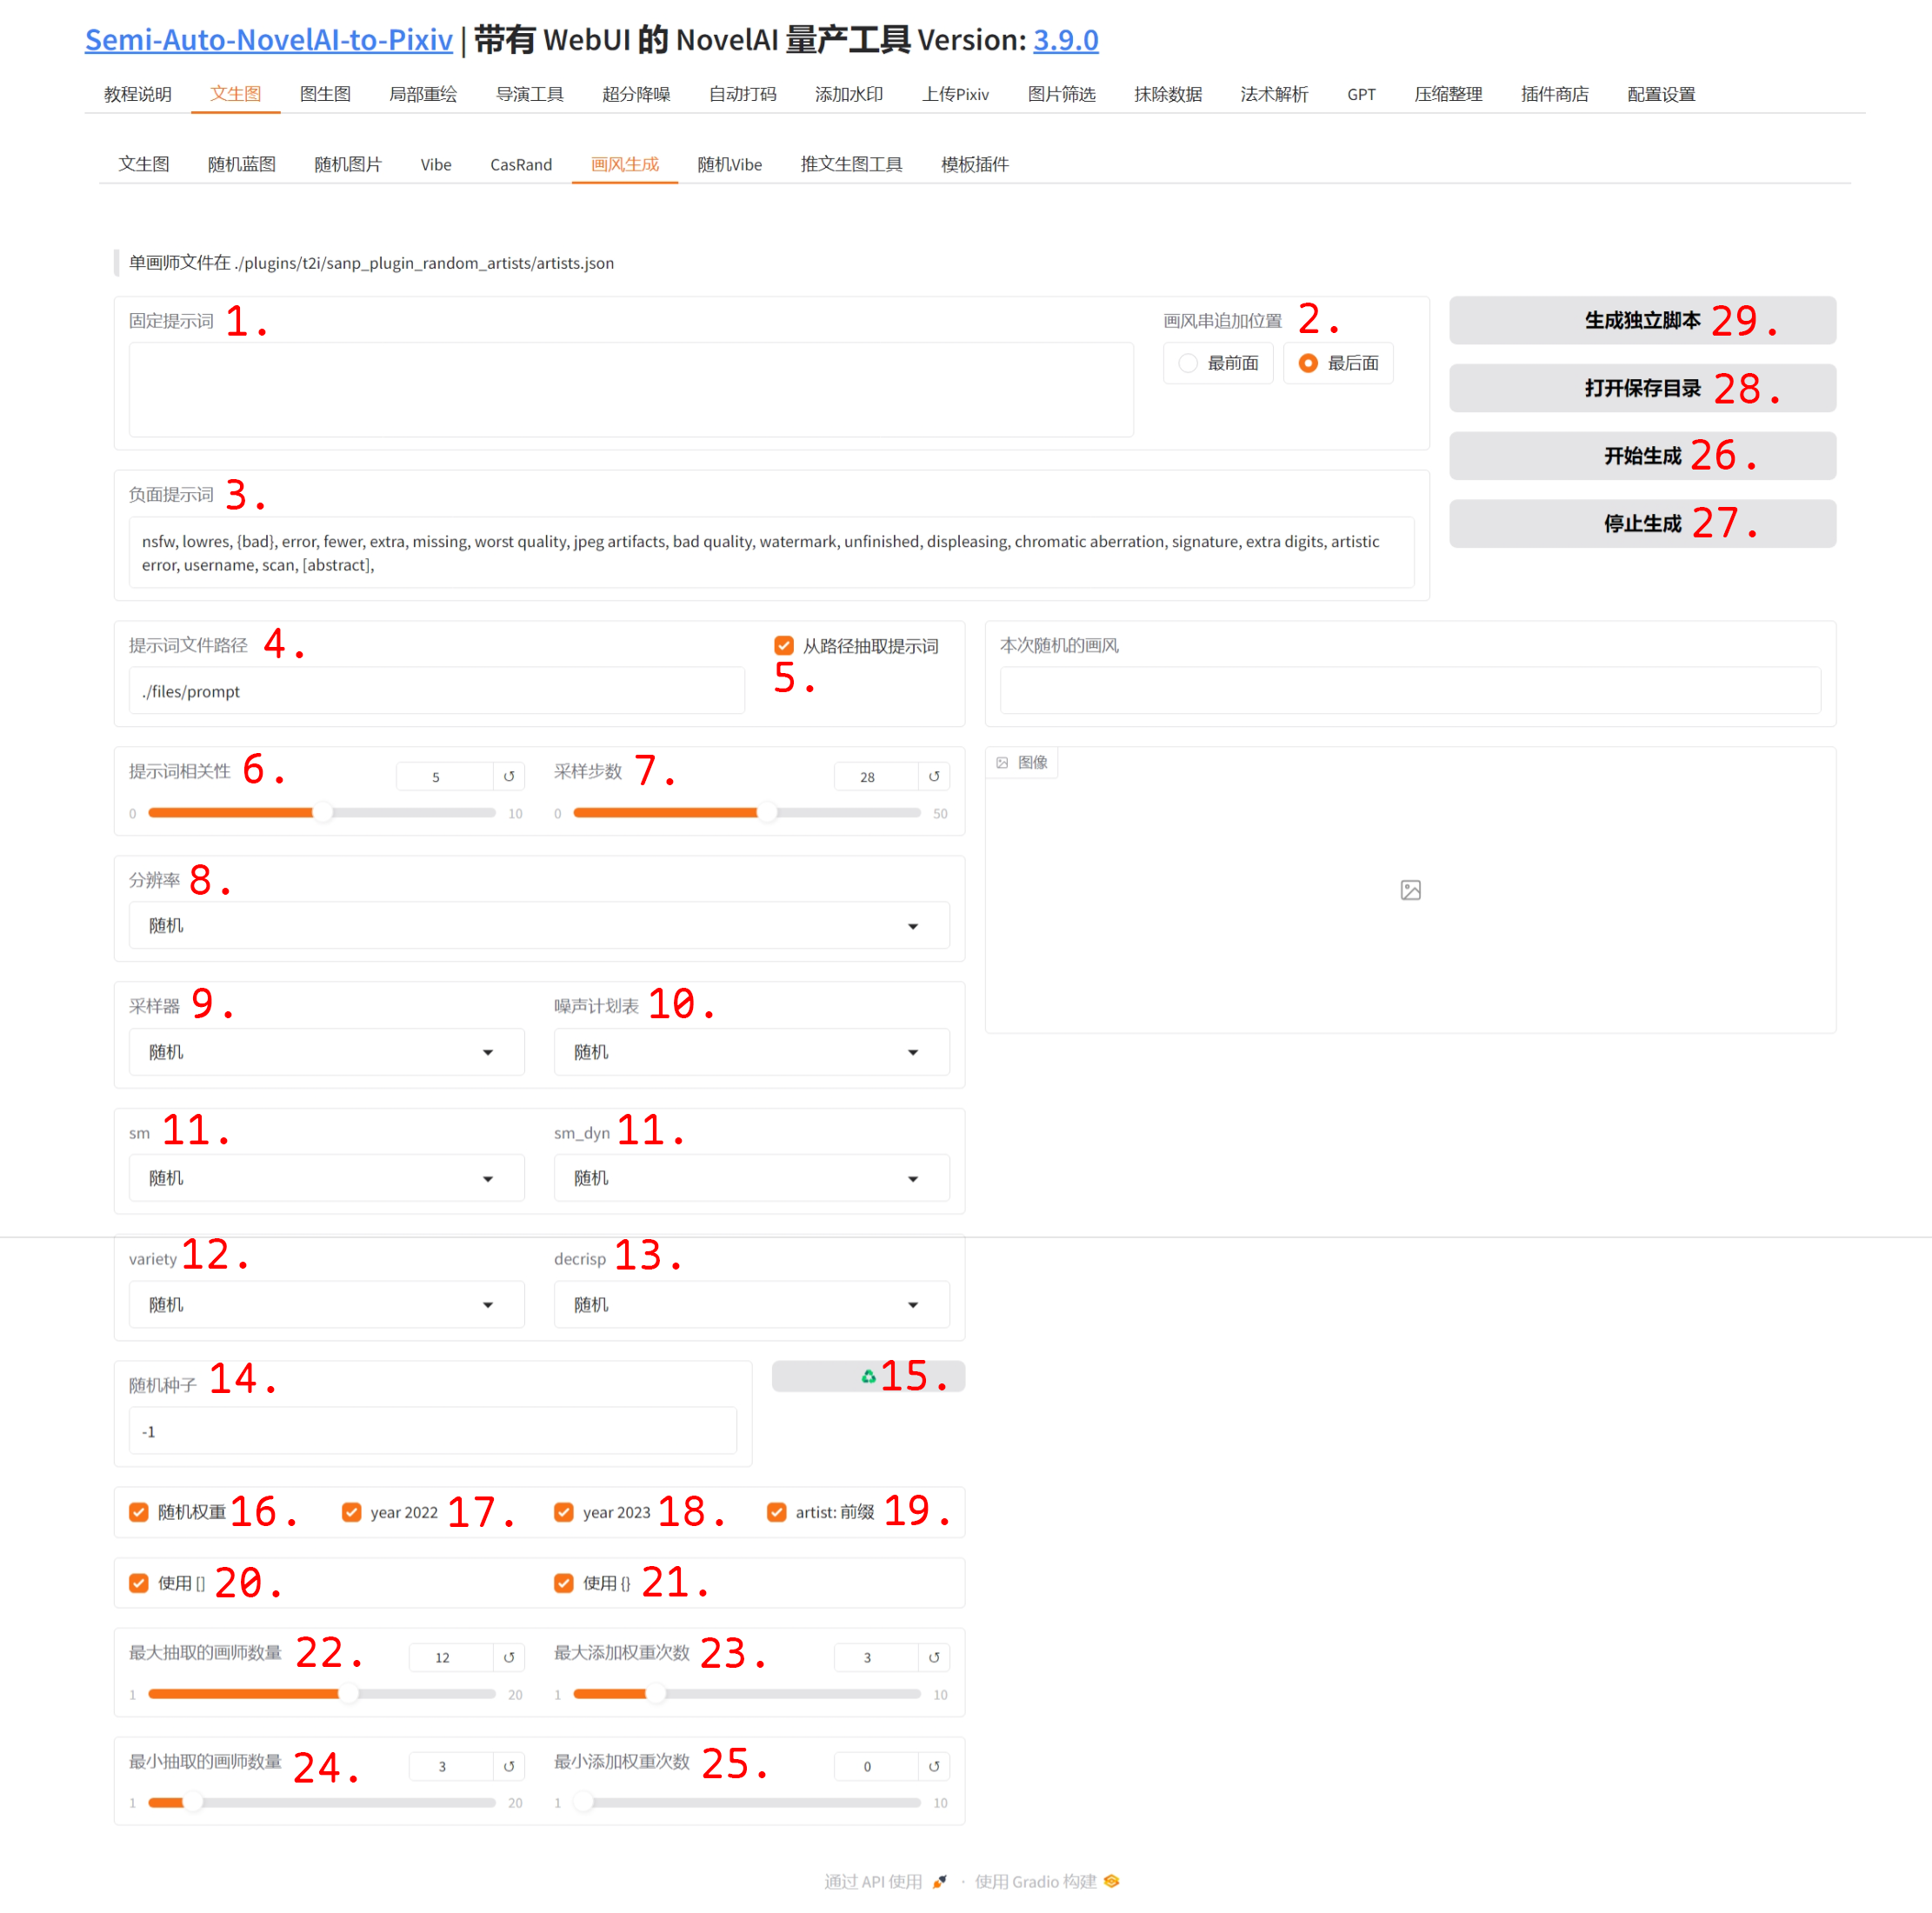 Semi-Auto-NovelAI-to-Pixiv | 带有 WebUI 的 NovelAI 量产工具 Version: 3.9.0
教程说明 文生图 图生图 局部重绘 导演工具 超分降噪 自动打码 添加水印 上传Pixiv 图片筛选 抹除数据 法术解析 GPT 压缩整理 插件商店 配置设置
文生图 随机蓝图 随机图片 Vibe CasRand 画风生成 随机Vibe 推文生图工具 模板插件
单画师文件在 ./plugins/t2i/sanp_plugin_random_artists/artists.json
固定提示词 1.
画风串追加位置 2.
最前面 最后面
生成独立脚本 29.
打开保存目录 28.
开始生成 26.
停止生成 27.
负面提示词 3.
nsfw, lowres, {bad}, error, fewer, extra, missing, worst quality, jpeg artifacts, bad quality, watermark, unfinished, displeasing, chromatic aberration, signature, extra digits, artistic
error, username, scan, [abstract],
提示词文件路径 4.
./files/prompt
从路径抽取提示词
5.
本次随机的画风
提示词相关性 6. 5 ↺
0 10
采样步数 7. 28 ↺
0 50
图像
分辨率 8.
随机
采样器 9.
随机
噪声计划表 10.
随机
sm 11.
随机
sm_dyn 11.
随机
variety 12.
随机
decrisp 13.
随机
随机种子 14.
-1
♻ 15.
随机权重 16. year 2022 17. year 2023 18. artist: 前缀 19.
使用 [] 20. 使用 {} 21.
最大抽取的画师数量 22. 12 ↺
1 20
最大添加权重次数 23. 3 ↺
1 10
最小抽取的画师数量 24. 3 ↺
1 20
最小添加权重次数 25. 0 ↺
1 10
通过 API 使用 · 使用 Gradio 构建